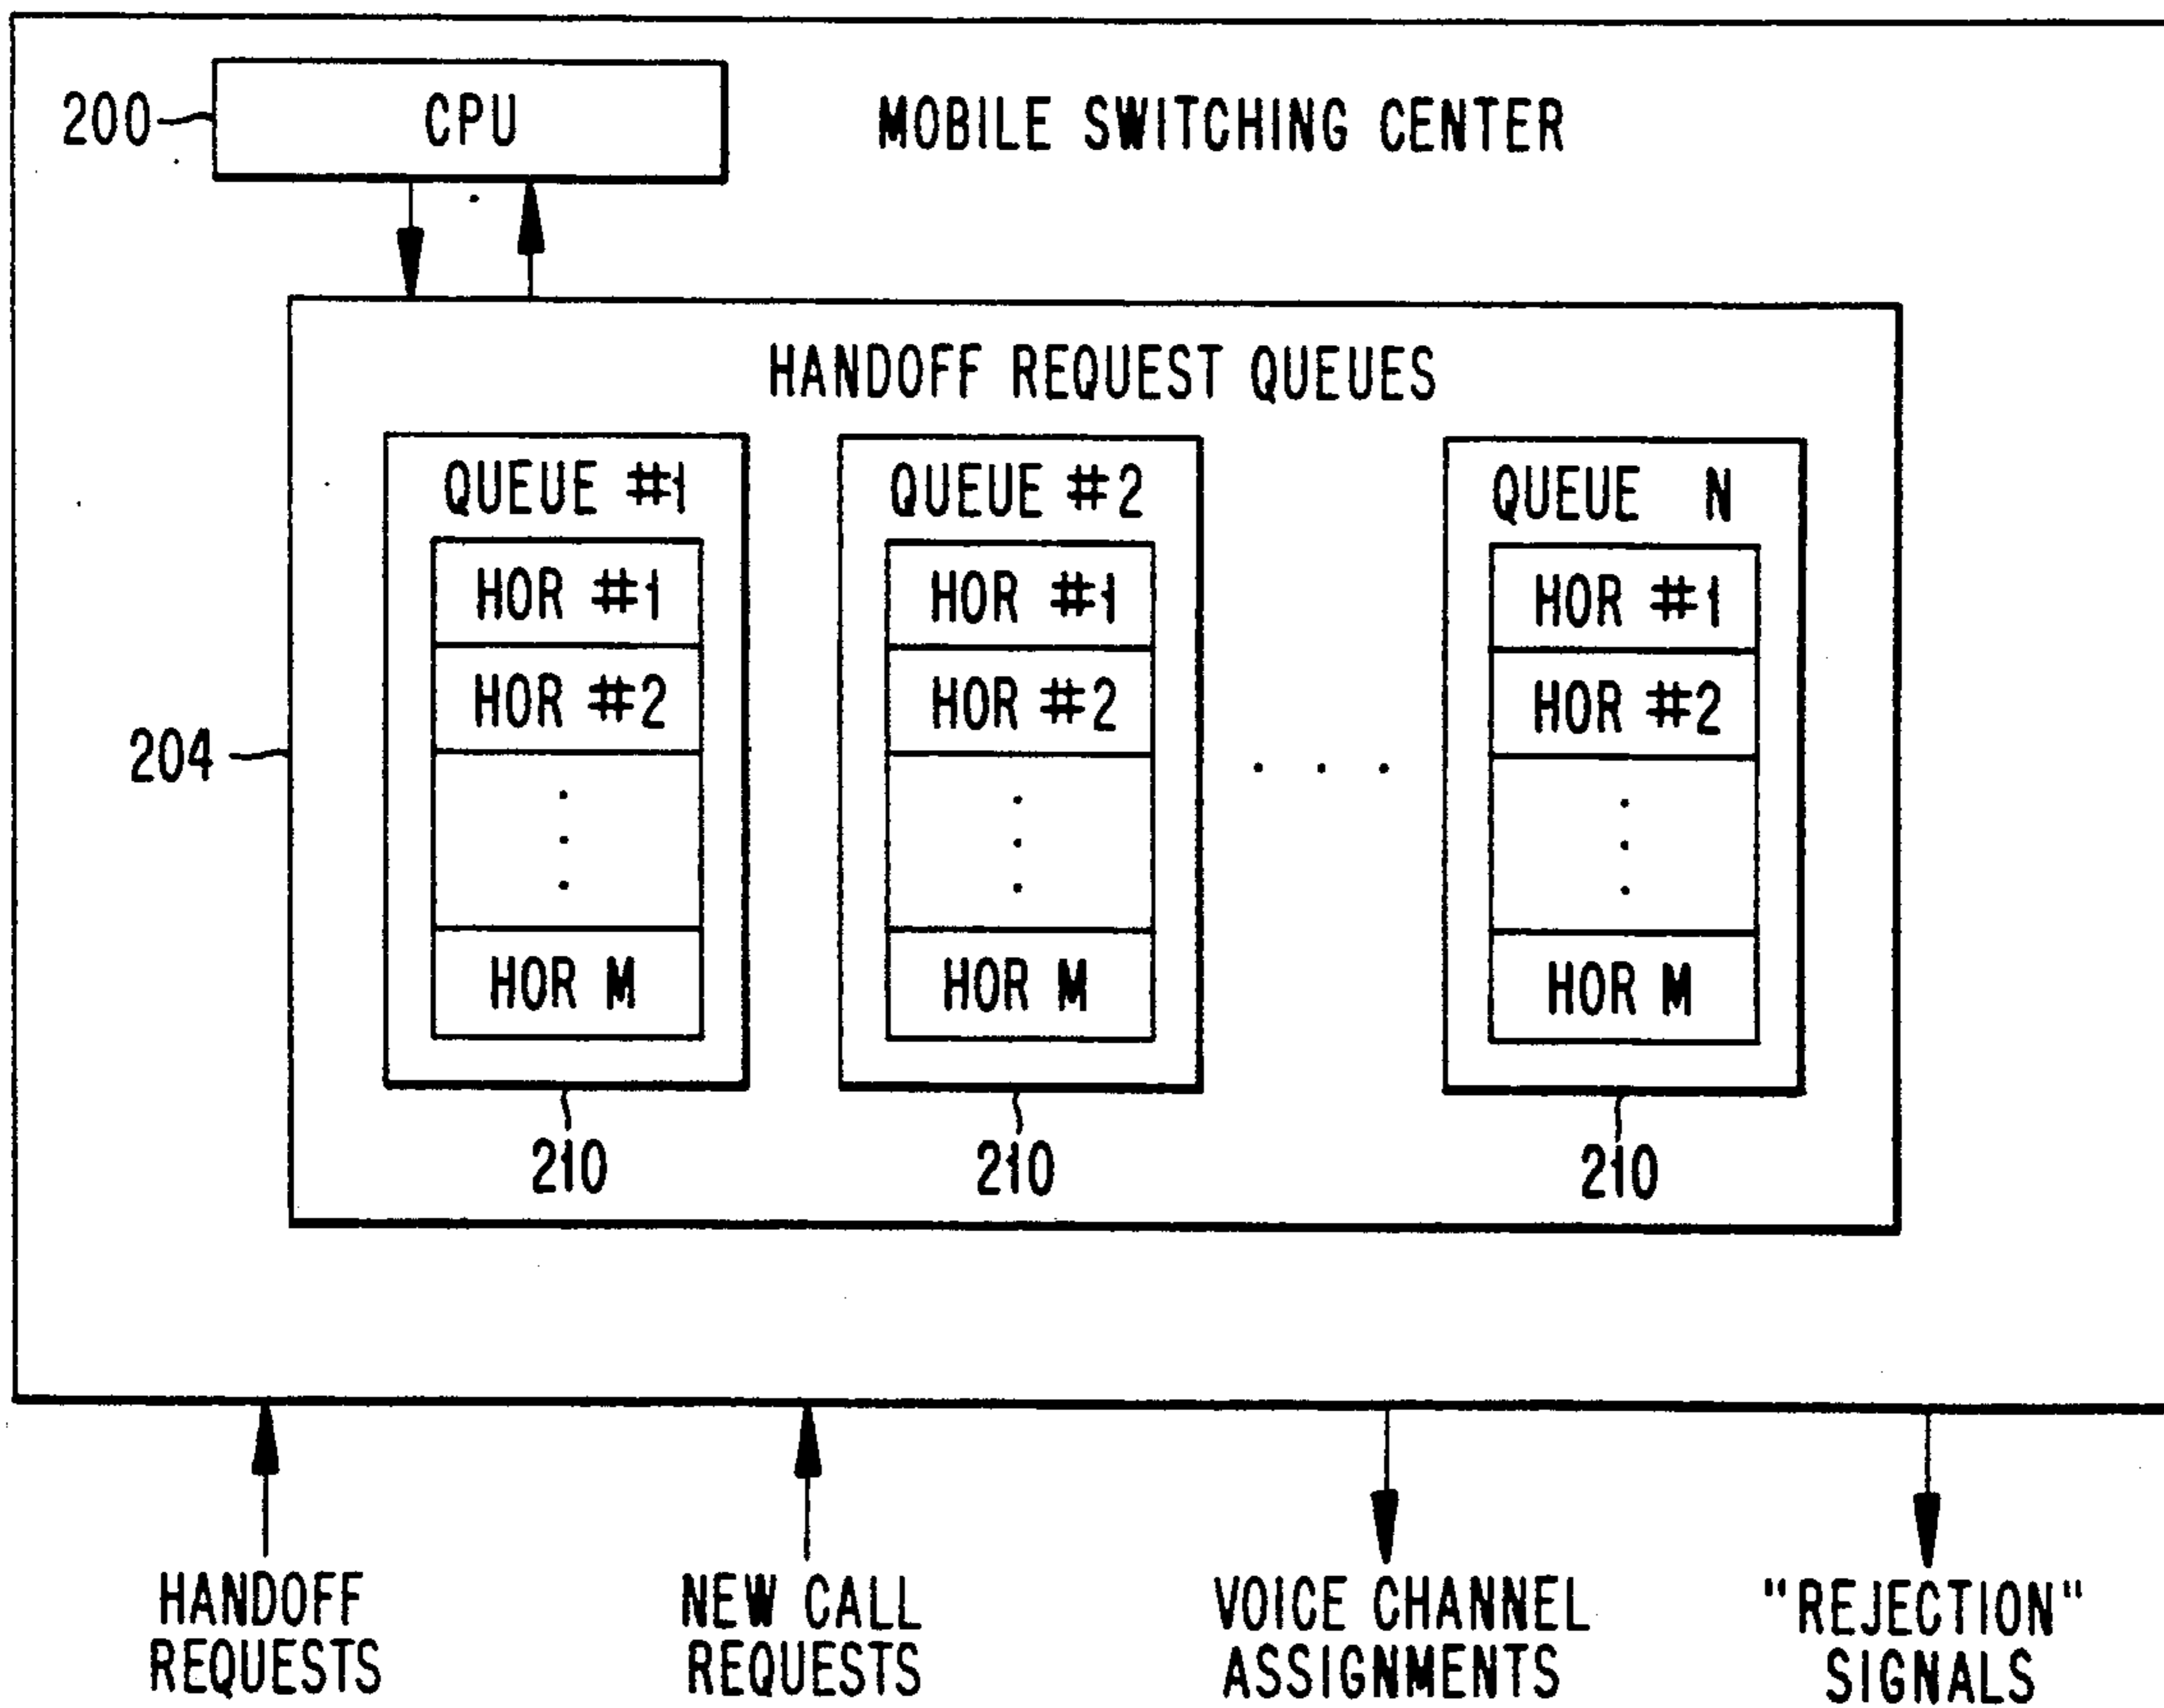 200
CPU
MOBILE SWITCHING CENTER
HANDOFF REQUEST QUEUES
204
QUEUE #1
HOR #1
HOR #2
HOR M
210
QUEUE #2
HOR #1
HOR #2
HOR M
210
. . .
QUEUE N
HOR #1
HOR #2
HOR M
210
HANDOFF
REQUESTS
NEW CALL
REQUESTS
VOICE CHANNEL
ASSIGNMENTS
"REJECTION"
SIGNALS